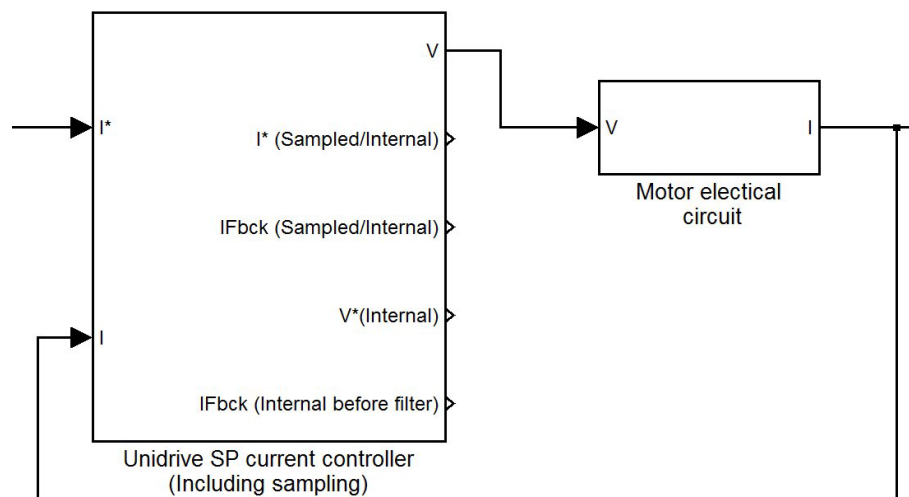 V
I*
I* (Sampled/Internal)
V
I
IFbck (Sampled/Internal)
Motor electical
circuit
V*(Internal)
I
IFbck (Internal before filter)
Unidrive SP current controller
(Including sampling)